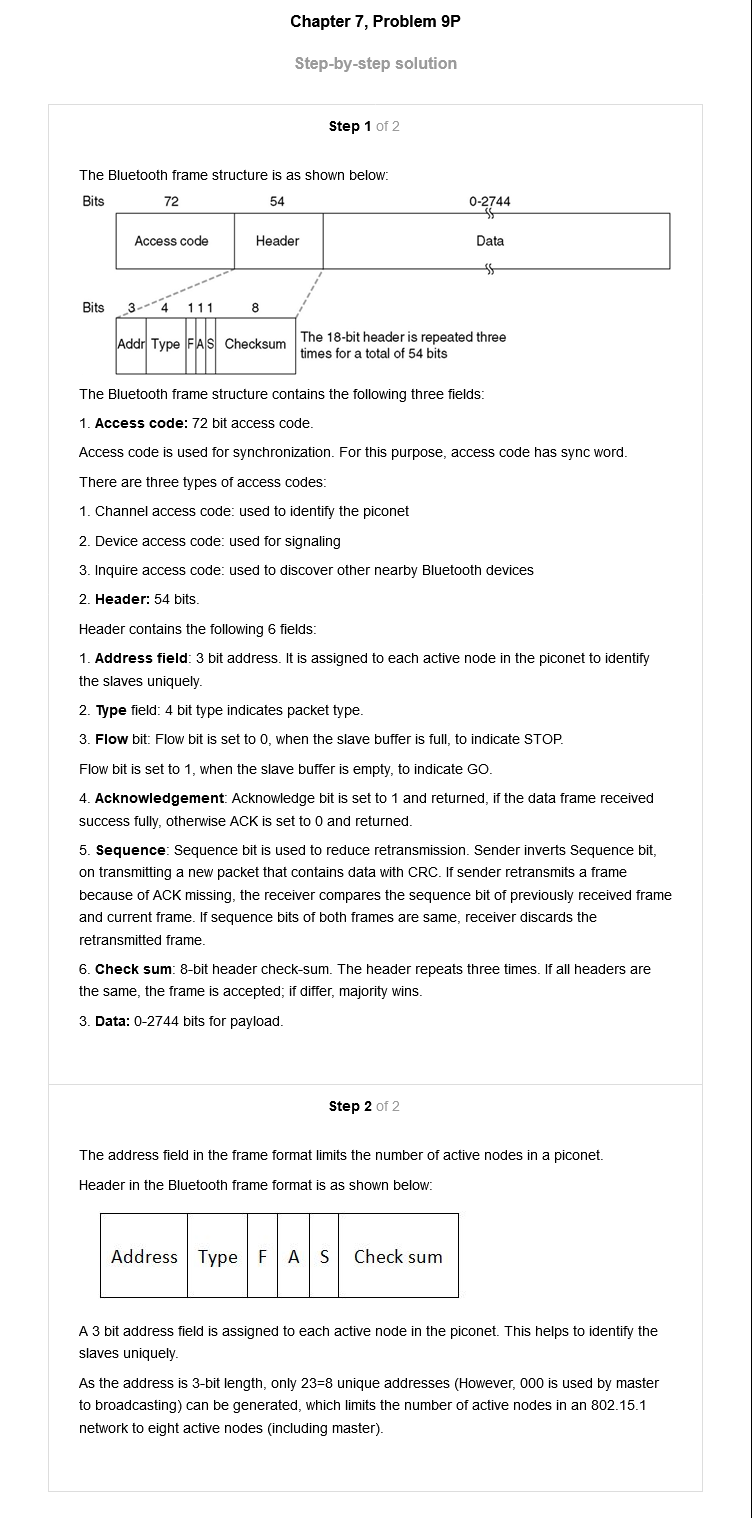 Chapter 7, Problem 9P
Step-by-step solution
Step 1 of 2
The Bluetooth frame structure is as shown below:
Bits 72 54 0-2744
Access code Header Data
Bits 3 4 1 1 1 8
Addr Type F A S Checksum The 18-bit header is repeated three
times for a total of 54 bits
The Bluetooth frame structure contains the following three fields:
1. Access code: 72 bit access code.
Access code is used for synchronization. For this purpose, access code has sync word.
There are three types of access codes:
1. Channel access code: used to identify the piconet
2. Device access code: used for signaling
3. Inquire access code: used to discover other nearby Bluetooth devices
2. Header: 54 bits.
Header contains the following 6 fields:
1. Address field: 3 bit address. It is assigned to each active node in the piconet to identify
the slaves uniquely.
2. Type field: 4 bit type indicates packet type.
3. Flow bit: Flow bit is set to 0, when the slave buffer is full, to indicate STOP.
Flow bit is set to 1, when the slave buffer is empty, to indicate GO.
4. Acknowledgement: Acknowledge bit is set to 1 and returned, if the data frame received
success fully, otherwise ACK is set to 0 and returned.
5. Sequence: Sequence bit is used to reduce retransmission. Sender inverts Sequence bit,
on transmitting a new packet that contains data with CRC. If sender retransmits a frame
because of ACK missing, the receiver compares the sequence bit of previously received frame
and current frame. If sequence bits of both frames are same, receiver discards the
retransmitted frame.
6. Check sum: 8-bit header check-sum. The header repeats three times. If all headers are
the same, the frame is accepted; if differ, majority wins.
3. Data: 0-2744 bits for payload.
Step 2 of 2
The address field in the frame format limits the number of active nodes in a piconet.
Header in the Bluetooth frame format is as shown below:
Address Type F A S Check sum
A 3 bit address field is assigned to each active node in the piconet. This helps to identify the
slaves uniquely.
As the address is 3-bit length, only 23=8 unique addresses (However, 000 is used by master
to broadcasting) can be generated, which limits the number of active nodes in an 802.15.1
network to eight active nodes (including master).